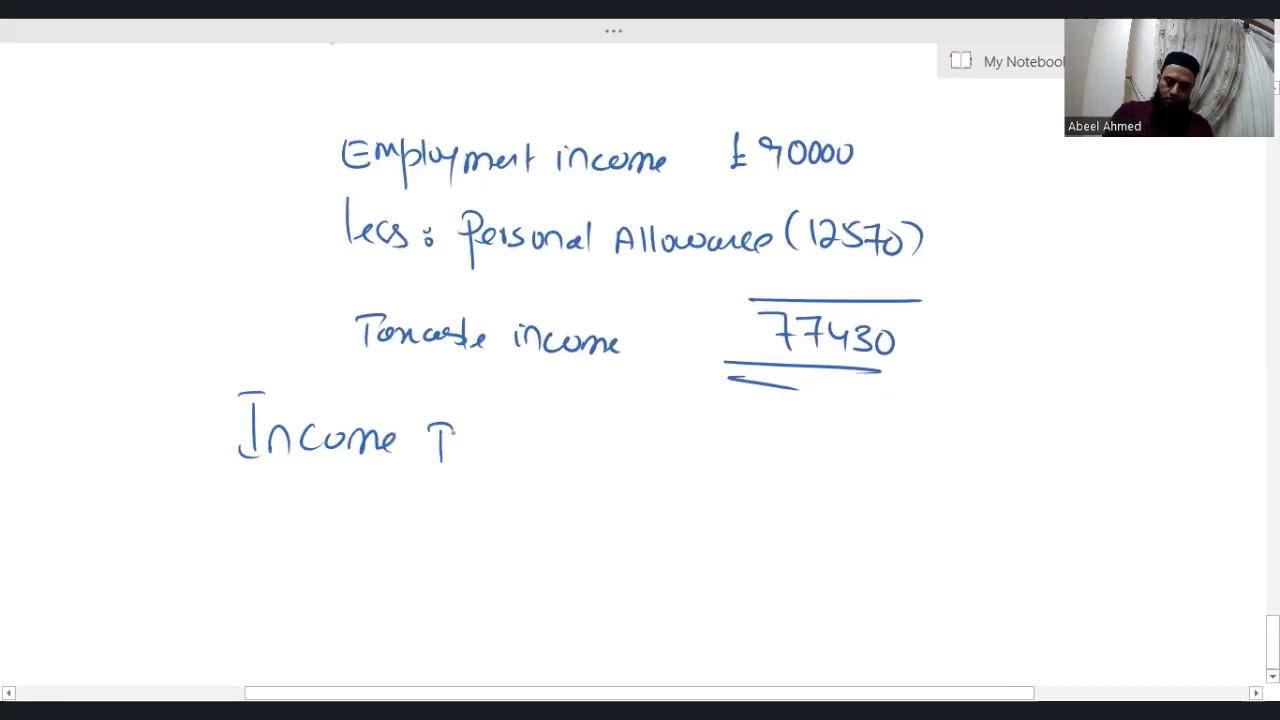 ...
My Notebook
Abeel Ahmed
Employment income £90000
less: Personal Allowance (12570)
Taxable income 77430
Income T